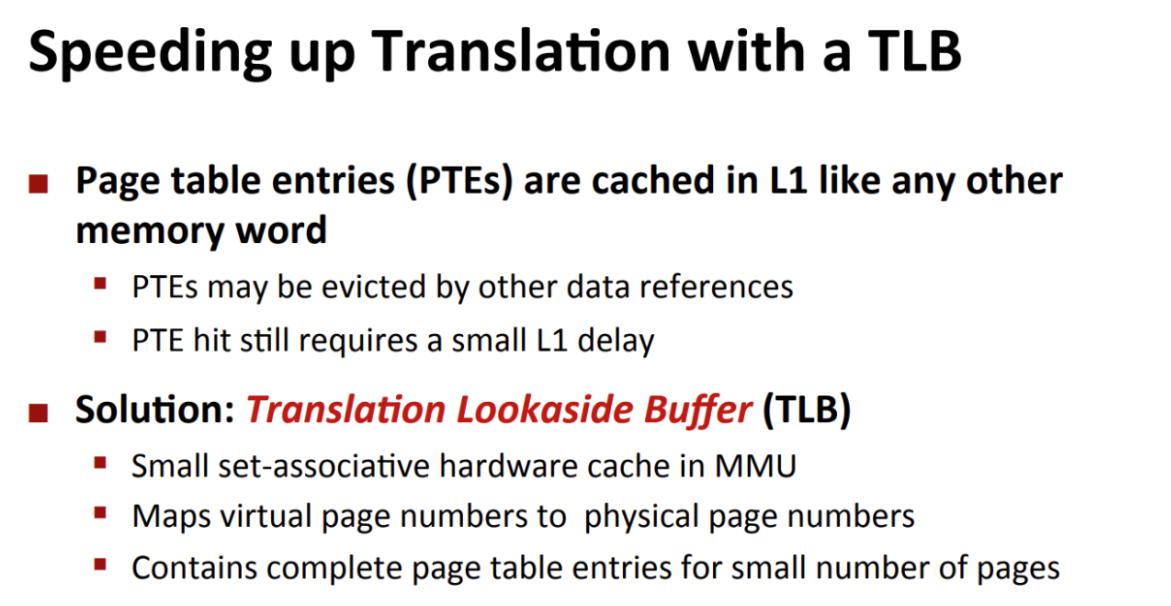 Speeding up Translation with a TLB
Page table entries (PTEs) are cached in L1 like any other
memory word
PTEs may be evicted by other data references
PTE hit still requires a small L1 delay
Solution: Translation Lookaside Buffer (TLB)
Small set-associative hardware cache in MMU
Maps virtual page numbers to  physical page numbers
Contains complete page table entries for small number of pages